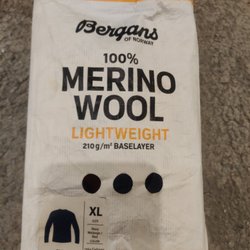 Bergans
OF NORWAY
100%
MERINO
WOOL
LIGHTWEIGHT
210 g/m² BASELAYER
XL